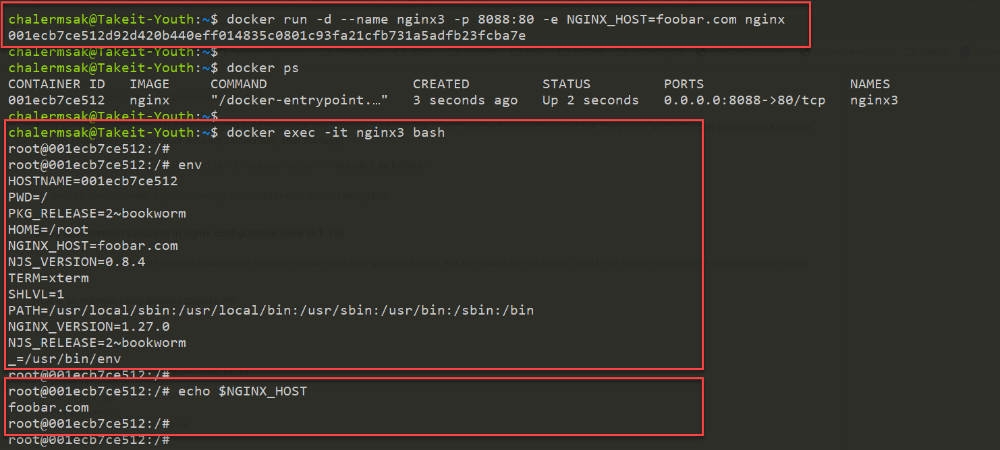 chalermsak@Takeit-Youth:~$ docker run -d --name nginx3 -p 8088:80 -e NGINX_HOST=foobar.com nginx
001ecb7ce512d92d420b440eff014835c0801c93fa21cfb731a5adfb23fcba7e
chalermsak@Takeit-Youth:~$
chalermsak@Takeit-Youth:~$ docker ps
CONTAINER ID   IMAGE     COMMAND                  CREATED         STATUS         PORTS                  NAMES
001ecb7ce512   nginx     "/docker-entrypoint.…"   3 seconds ago   Up 2 seconds   0.0.0.0:8088->80/tcp   nginx3
chalermsak@Takeit-Youth:~$
chalermsak@Takeit-Youth:~$ docker exec -it nginx3 bash
root@001ecb7ce512:/#
root@001ecb7ce512:/# env
HOSTNAME=001ecb7ce512
PWD=/
PKG_RELEASE=2~bookworm
HOME=/root
NGINX_HOST=foobar.com
NJS_VERSION=0.8.4
TERM=xterm
SHLVL=1
PATH=/usr/local/sbin:/usr/local/bin:/usr/sbin:/usr/bin:/sbin:/bin
NGINX_VERSION=1.27.0
NJS_RELEASE=2~bookworm
_=/usr/bin/env
root@001ecb7ce512:/#
root@001ecb7ce512:/# echo $NGINX_HOST
foobar.com
root@001ecb7ce512:/#
root@001ecb7ce512:/#